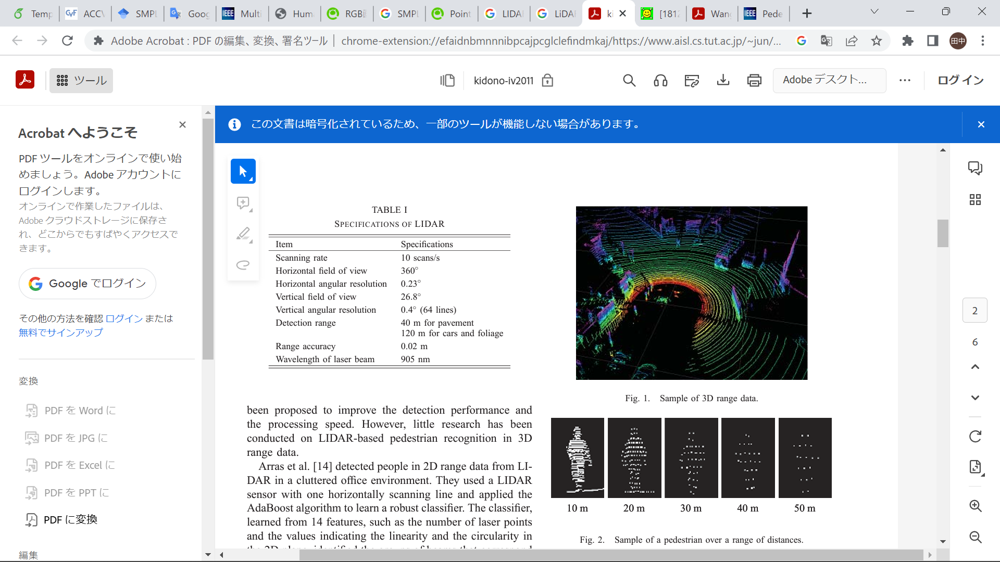 Temp
CVF ACCV
SMPL
Goog
IEEE Multi
Hum
RGB
SMPL
Point
LIDA
LiDA
ki
[1812
Wan
IEEE Pede
Adobe Acrobat : PDF の編集、変換、署名ツール
chrome-extension://efaidnbmnnnibpcajpcglclefindmkaj/https://www.aisl.cs.tut.ac.jp/~jun/...
田中
ツール
kidono-iv2011
Adobe デスクト...
ログイン
Acrobat へようこそ
PDF ツールをオンラインで使い始
めましょう。Adobe アカウントに
ログインします。
オンラインで作業したファイルは、
Adobe クラウドストレージに保存さ
れ、どこからでもすばやくアクセスで
きます。
Google でログイン
その他の方法を確認 ログイン または
無料でサインアップ
変換
PDF を Word に
PDF を JPG に
PDF を Excel に
PDF を PPT に
PDF に変換
編集
この文書は暗号化されているため、一部のツールが機能しない場合があります。
TABLE I
SPECIFICATIONS OF LIDAR
Item Specifications
Scanning rate 10 scans/s
Horizontal field of view 360°
Horizontal angular resolution 0.23°
Vertical field of view 26.8°
Vertical angular resolution 0.4° (64 lines)
Detection range 40 m for pavement
120 m for cars and foliage
Range accuracy 0.02 m
Wavelength of laser beam 905 nm
been proposed to improve the detection performance and
the processing speed. However, little research has been
conducted on LIDAR-based pedestrian recognition in 3D
range data.
Arras et al. [14] detected people in 2D range data from LI-
DAR in a cluttered office environment. They used a LIDAR
sensor with one horizontally scanning line and applied the
AdaBoost algorithm to learn a robust classifier. The classifier,
learned from 14 features, such as the number of laser points
and the values indicating the linearity and the circularity in
Fig. 1. Sample of 3D range data.
10 m 20 m 30 m 40 m 50 m
Fig. 2. Sample of a pedestrian over a range of distances.
2
6